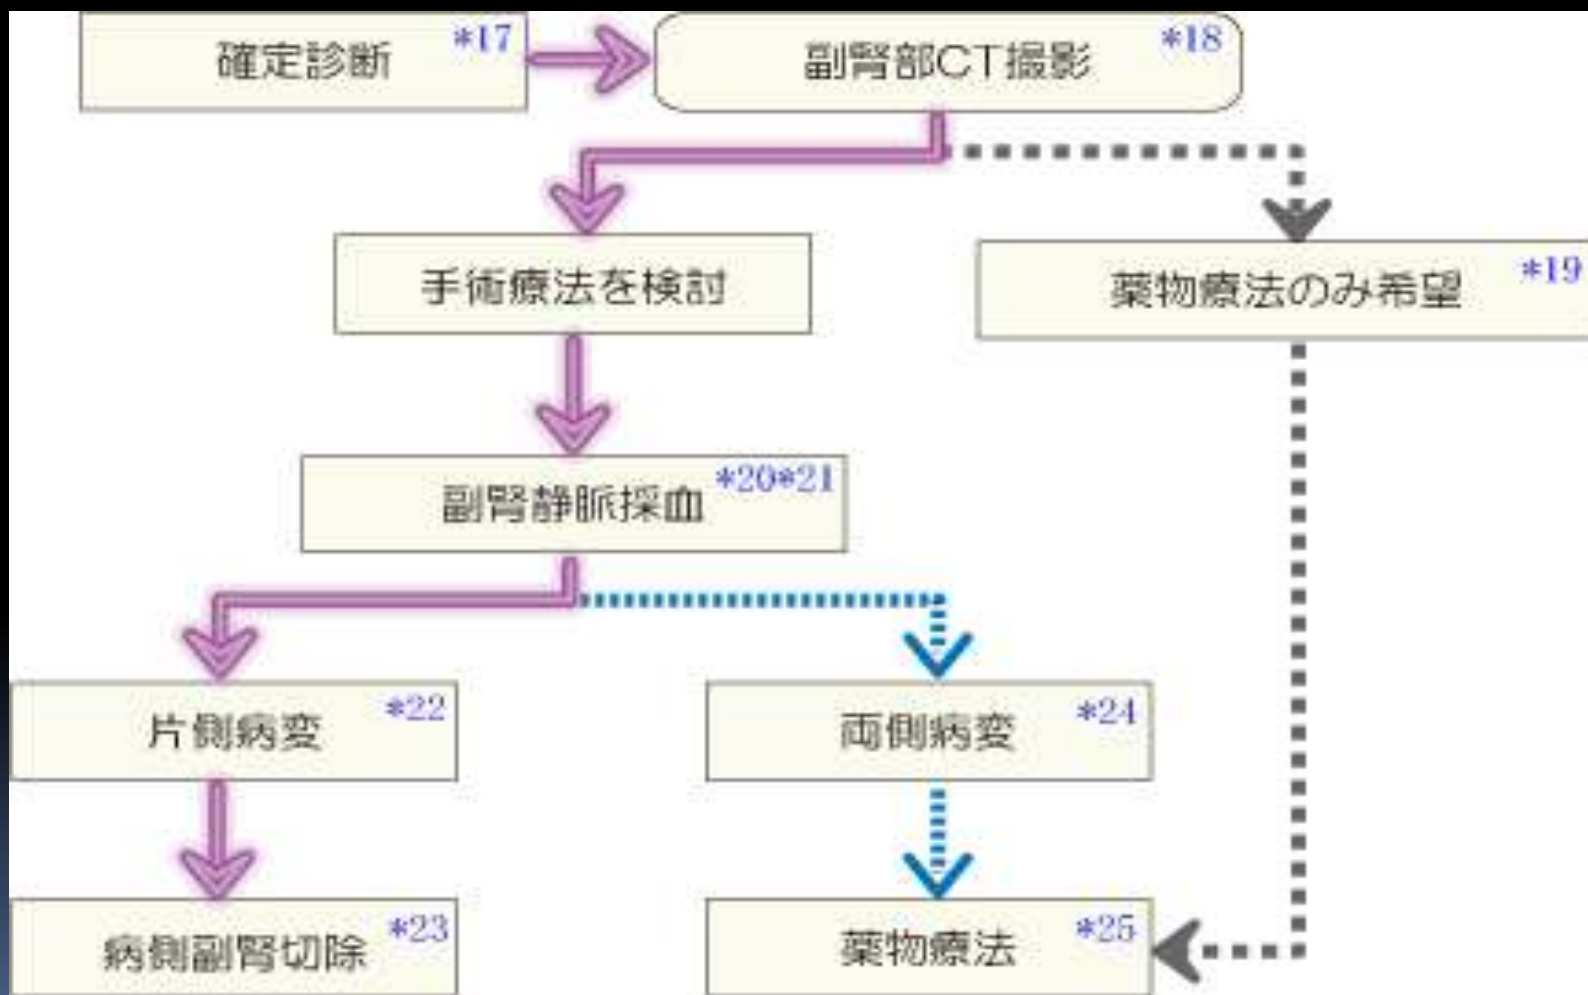 確定診断 *17
副腎部CT撮影 *18
手術療法を検討
薬物療法のみ希望 *19
副腎静脈採血 *20*21
片側病変 *22
両側病変 *24
病側副腎切除 *23
薬物療法 *25